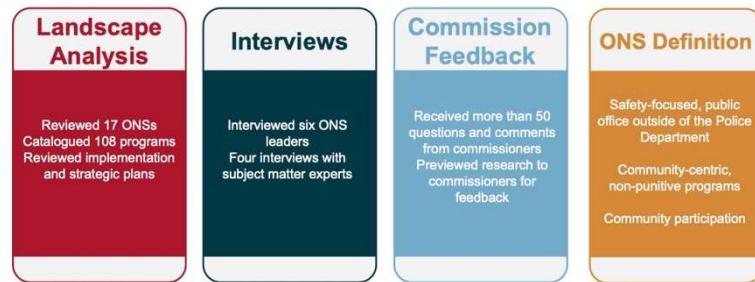 Landscape
Analysis
Reviewed 17 ONSs
Catalogued 108 programs
Reviewed implementation
and strategic plans
Interviews
Interviewed six ONS
leaders
Four interviews with
subject matter experts
Commission
Feedback
Received more than 50
questions and comments
from commissioners
Previewed research to
commissioners for
feedback
ONS Definition
Safety-focused, public
office outside of the Police
Department
Community-centric,
non-punitive programs
Community participation